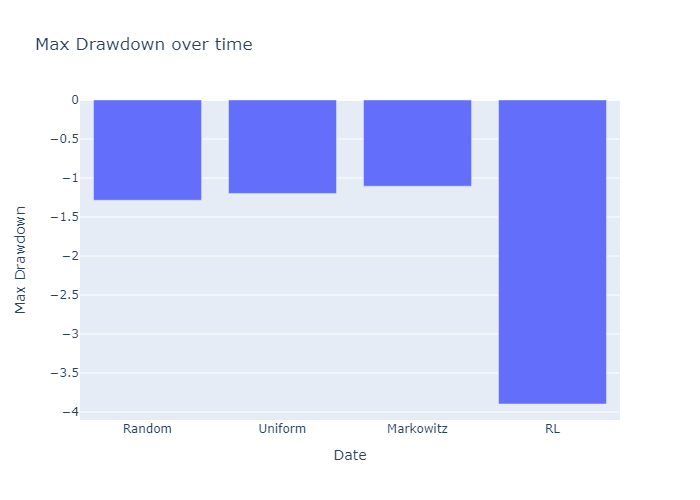 Max Drawdown over time
Max Drawdown
0
−0.5
−1
−1.5
−2
−2.5
−3
−3.5
−4
Random Uniform Markowitz RL
Date